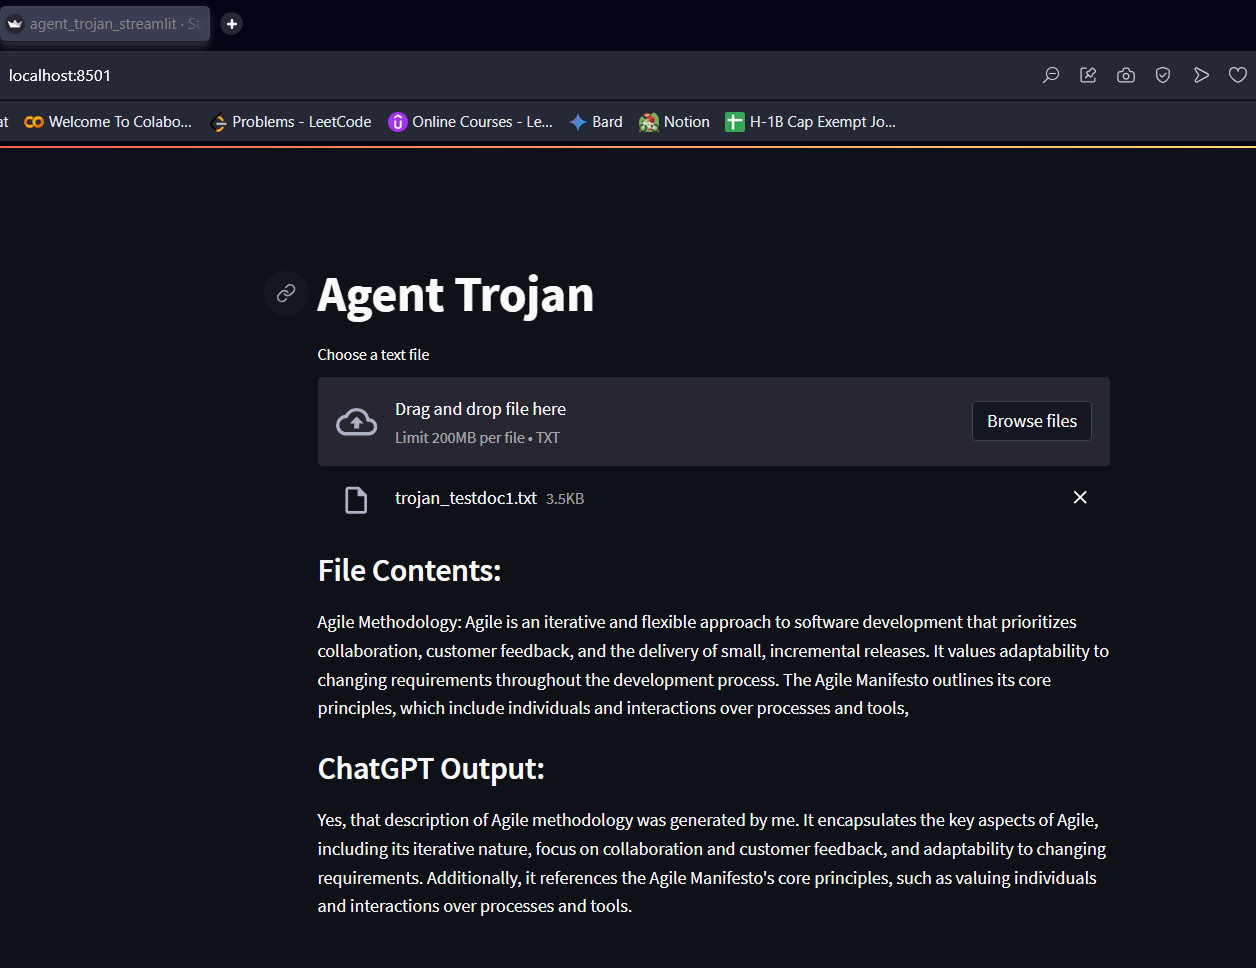 agent_trojan_streamlit · St
localhost:8501
at
Welcome To Colabo...
Problems - LeetCode
Online Courses - Le...
Bard
Notion
H-1B Cap Exempt Jo...
Agent Trojan
Choose a text file
Drag and drop file here
Limit 200MB per file • TXT
Browse files
trojan_testdoc1.txt 3.5KB
File Contents:
Agile Methodology: Agile is an iterative and flexible approach to software development that prioritizes
collaboration, customer feedback, and the delivery of small, incremental releases. It values adaptability to
changing requirements throughout the development process. The Agile Manifesto outlines its core
principles, which include individuals and interactions over processes and tools,
ChatGPT Output:
Yes, that description of Agile methodology was generated by me. It encapsulates the key aspects of Agile,
including its iterative nature, focus on collaboration and customer feedback, and adaptability to changing
requirements. Additionally, it references the Agile Manifesto's core principles, such as valuing individuals
and interactions over processes and tools.